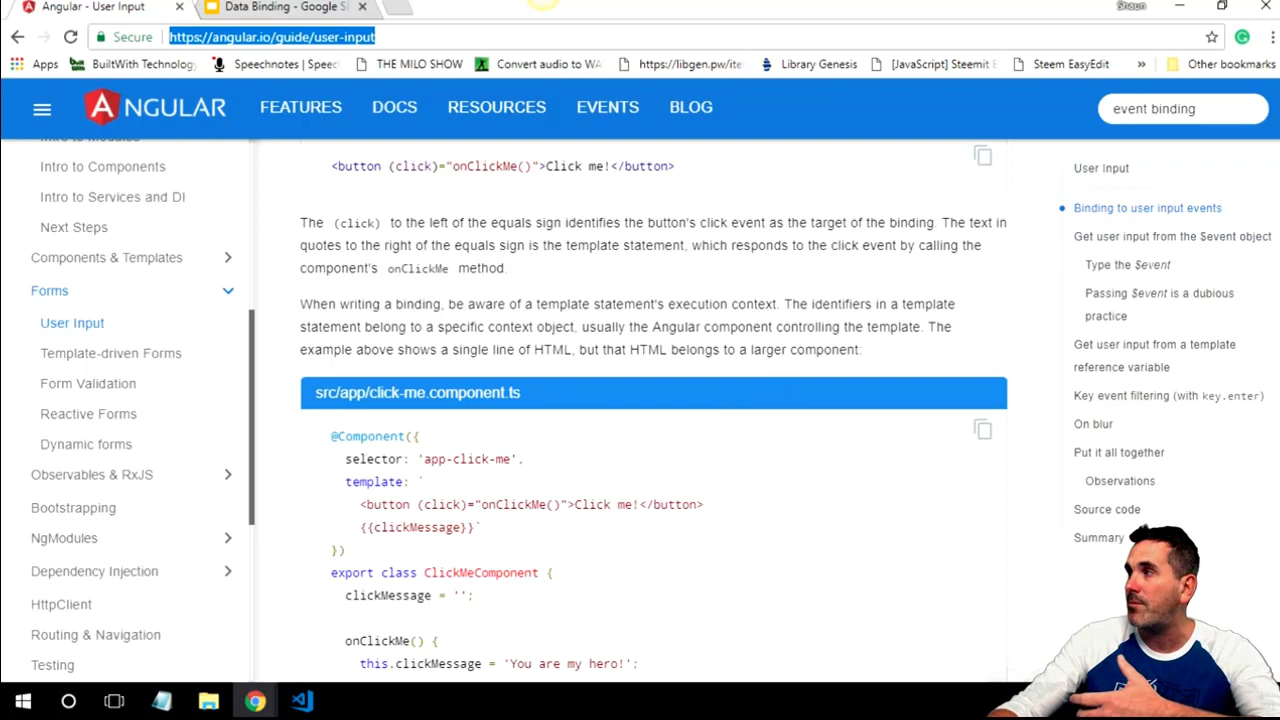 Angular - User Input
Data Binding - Google Sl
Shaun
Secure
https://angular.io/guide/user-input
Apps
BuiltWith Technology
Speechnotes | Speec
THE MILO SHOW
Convert audio to WA
https://libgen.pw/ite
Library Genesis
[JavaScript] Steemit E
Steem EasyEdit
»
Other bookmarks
ANGULAR
FEATURES
DOCS
RESOURCES
EVENTS
BLOG
event binding
Intro to Modules
Intro to Components
Intro to Services and DI
Next Steps
Components & Templates
Forms
User Input
Template-driven Forms
Form Validation
Reactive Forms
Dynamic forms
Observables & RxJS
Bootstrapping
NgModules
Dependency Injection
HttpClient
Routing & Navigation
Testing
<button (click)="onClickMe()">Click me!</button>
The (click) to the left of the equals sign identifies the button's click event as the target of the binding. The text in
quotes to the right of the equals sign is the template statement, which responds to the click event by calling the
component's onClickMe method.
When writing a binding, be aware of a template statement's execution context. The identifiers in a template
statement belong to a specific context object, usually the Angular component controlling the template. The
example above shows a single line of HTML, but that HTML belongs to a larger component:
src/app/click-me.component.ts
@Component({
selector: 'app-click-me',
template: `
<button (click)="onClickMe()">Click me!</button>
{{clickMessage}}`
})
export class ClickMeComponent {
clickMessage = '';
onClickMe() {
this.clickMessage = 'You are my hero!';
User Input
Binding to user input events
Get user input from the $event object
Type the $event
Passing $event is a dubious
practice
Get user input from a template
reference variable
Key event filtering (with key.enter)
On blur
Put it all together
Observations
Source code
Summary